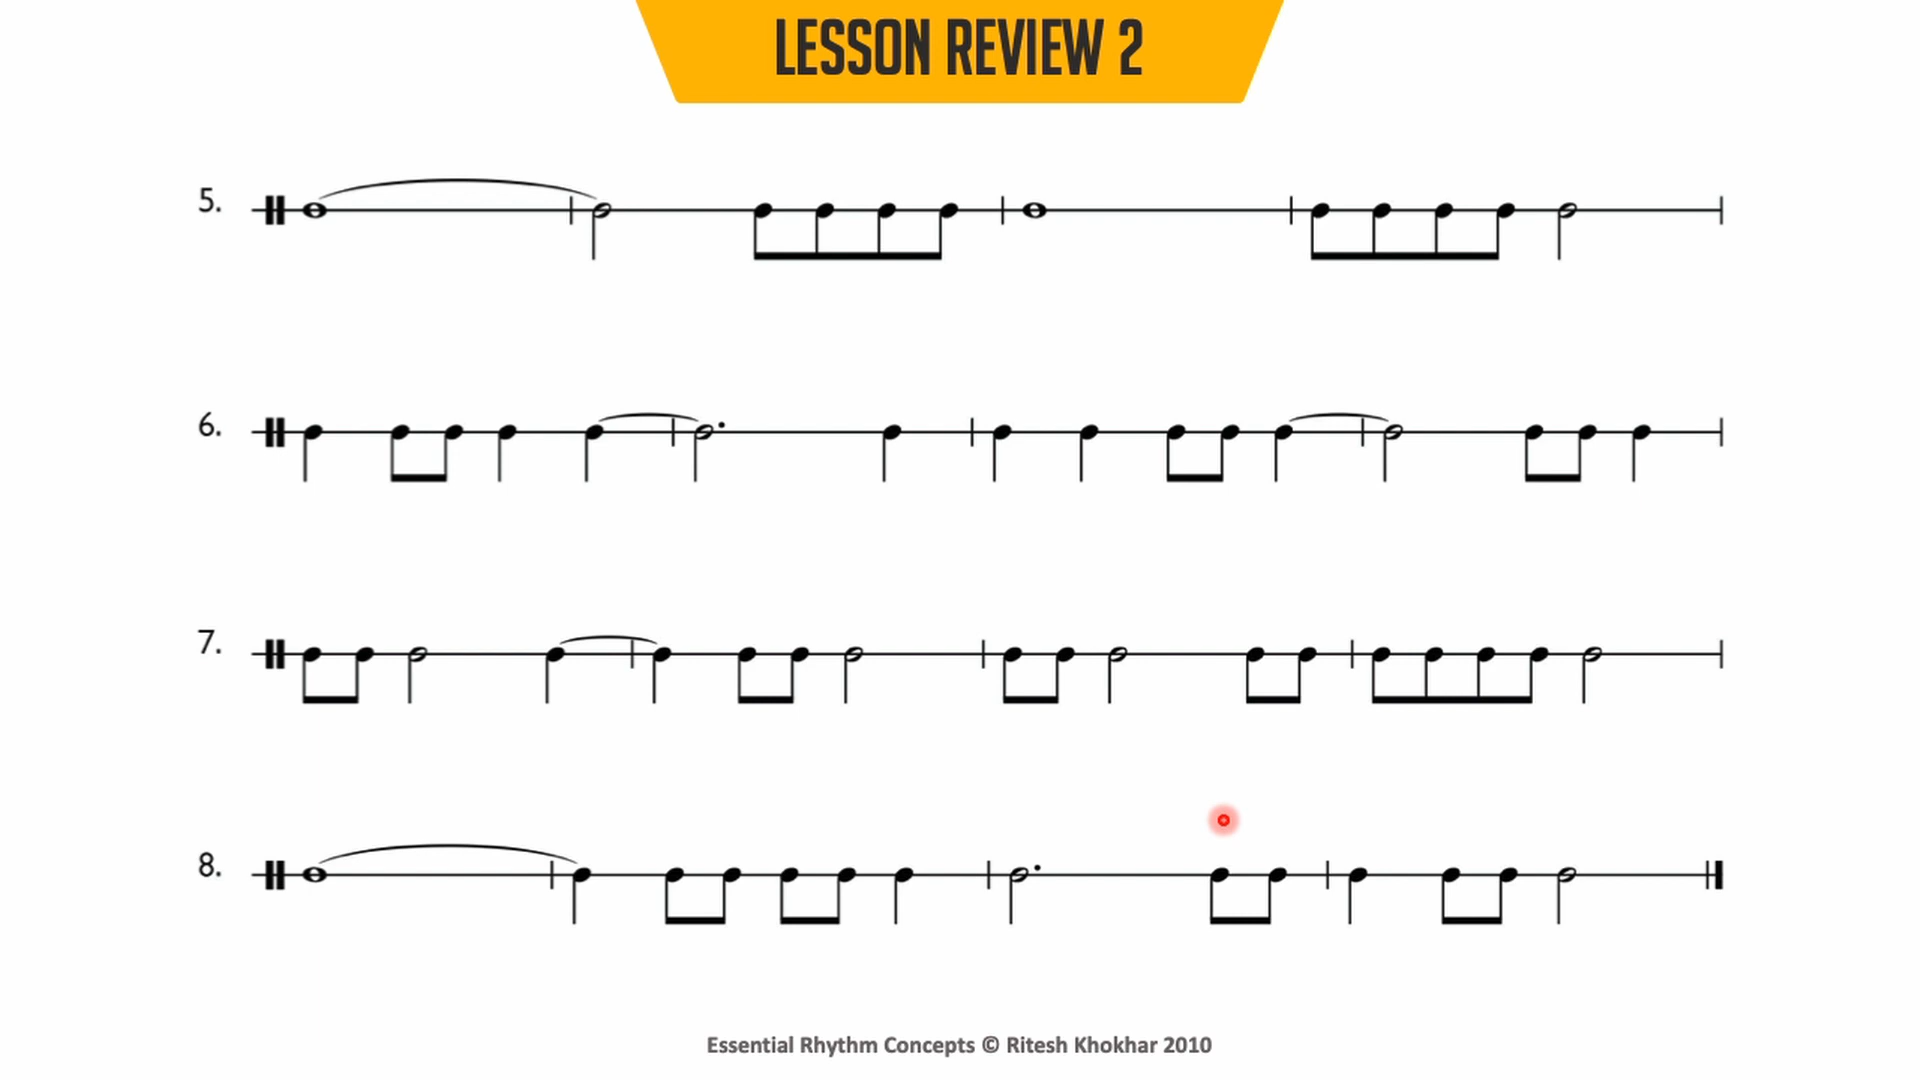 LESSON REVIEW 2
5.
6.
7.
8.
Essential Rhythm Concepts © Ritesh Khokhar 2010